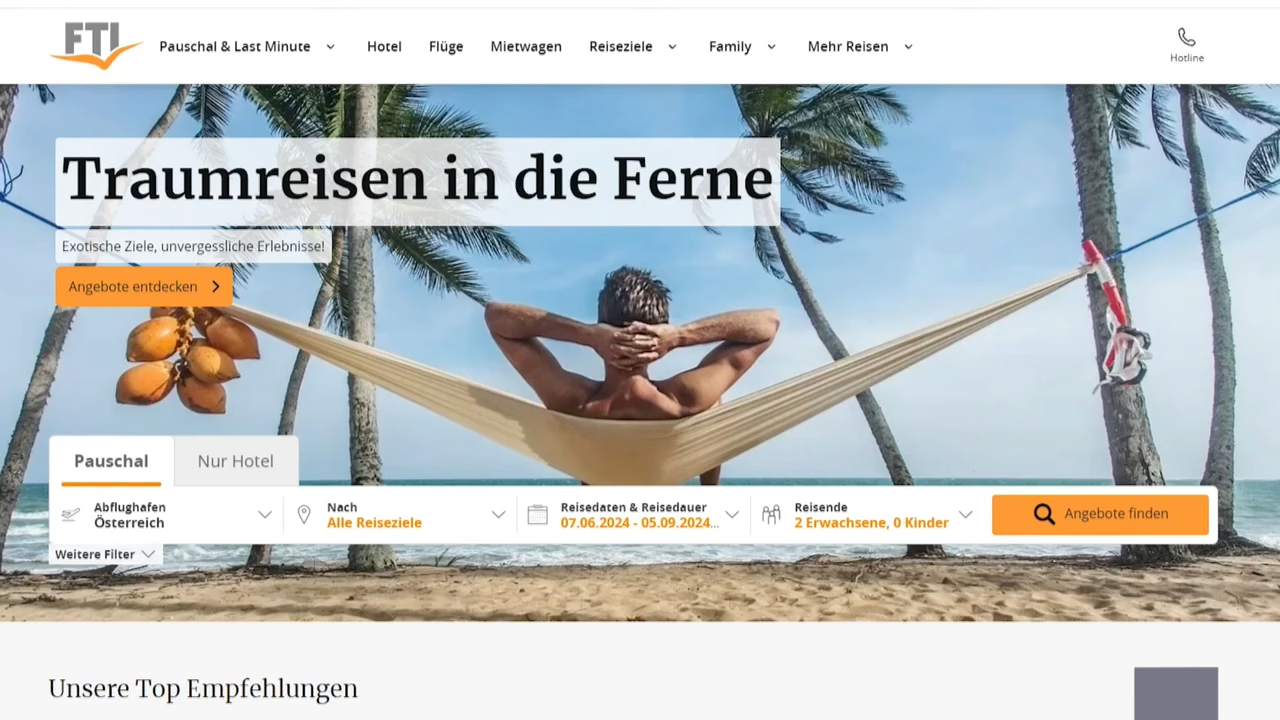 FTI
Pauschal & Last Minute
Hotel
Flüge
Mietwagen
Reiseziele
Family
Mehr Reisen
Hotline
Traumreisen in die Ferne
Exotische Ziele, unvergessliche Erlebnisse!
Angebote entdecken
Pauschal
Nur Hotel
Abflughafen
Österreich
Nach
Alle Reiseziele
Reisedaten & Reisedauer
07.06.2024 - 05.09.2024...
Reisende
2 Erwachsene, 0 Kinder
Angebote finden
Weitere Filter
Unsere Top Empfehlungen